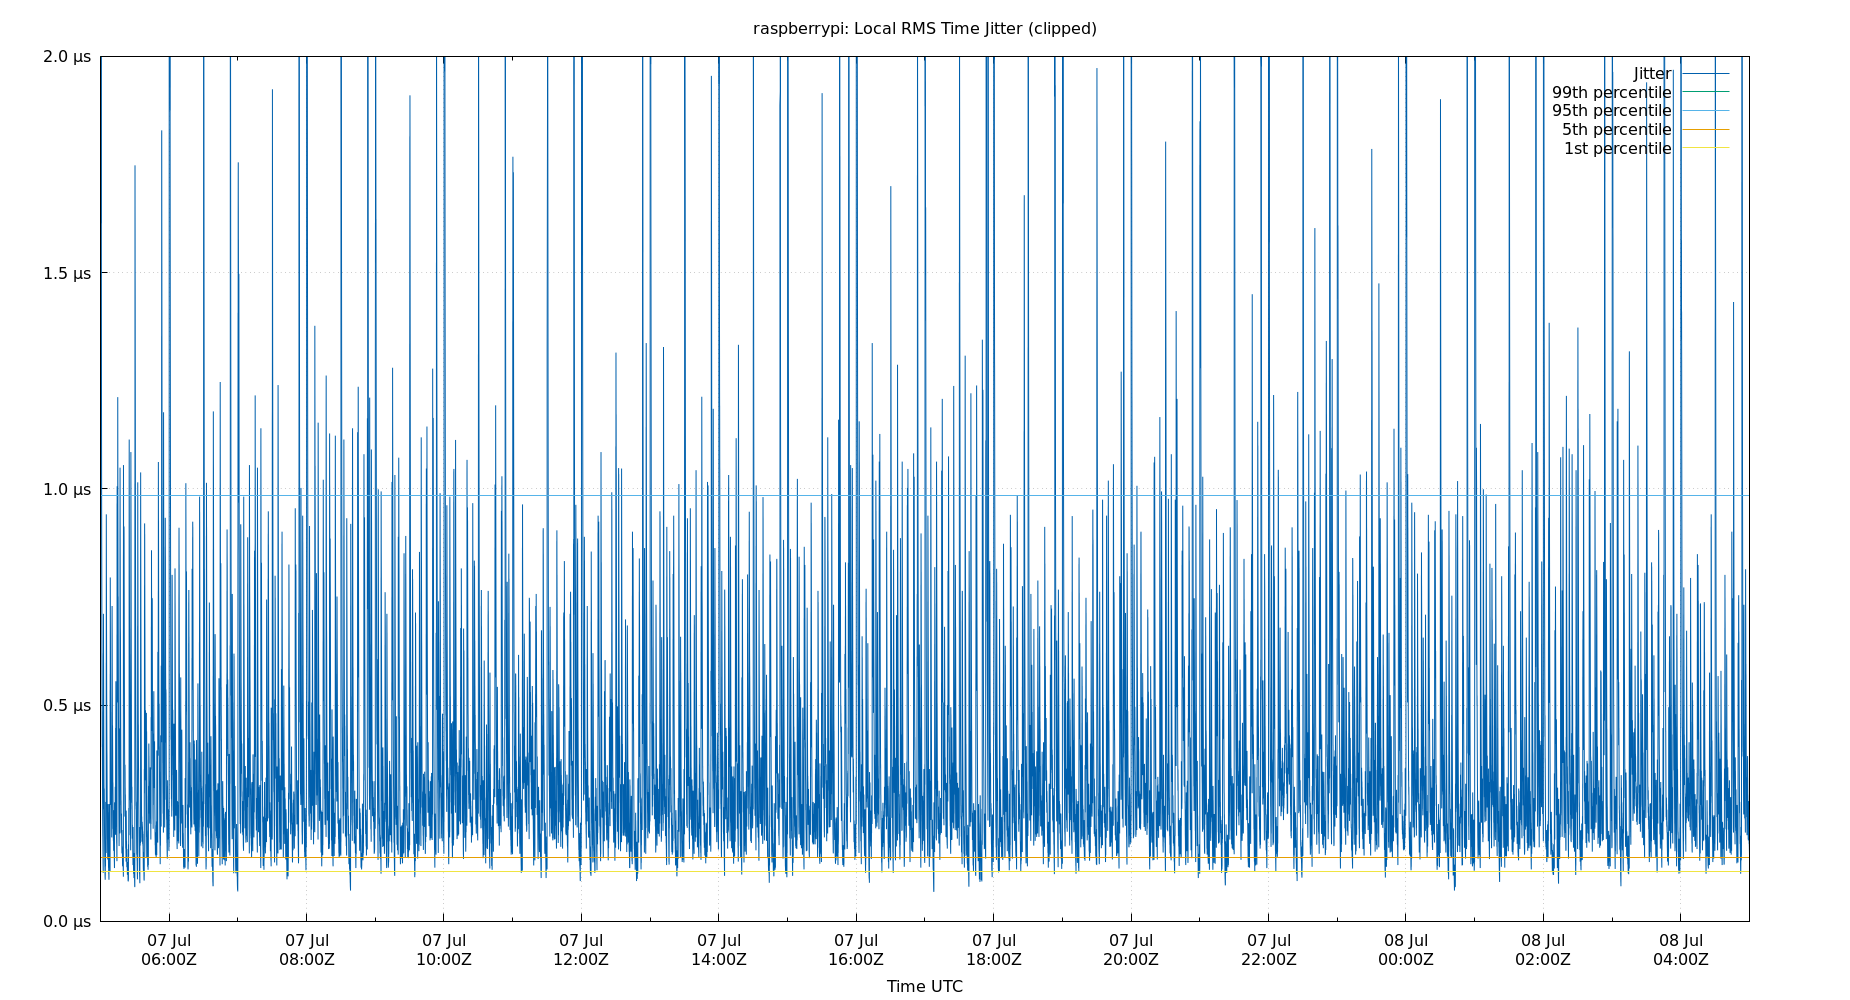 raspberrypi: Local RMS Time Jitter (clipped)
2.0 µs
1.5 µs
1.0 µs
0.5 µs
0.0 µs
Jitter
99th percentile
95th percentile
5th percentile
1st percentile
07 Jul 07 Jul 07 Jul 07 Jul 07 Jul 07 Jul 07 Jul 07 Jul 07 Jul 08 Jul 08 Jul 08 Jul
06:00Z 08:00Z 10:00Z 12:00Z 14:00Z 16:00Z 18:00Z 20:00Z 22:00Z 00:00Z 02:00Z 04:00Z
Time UTC